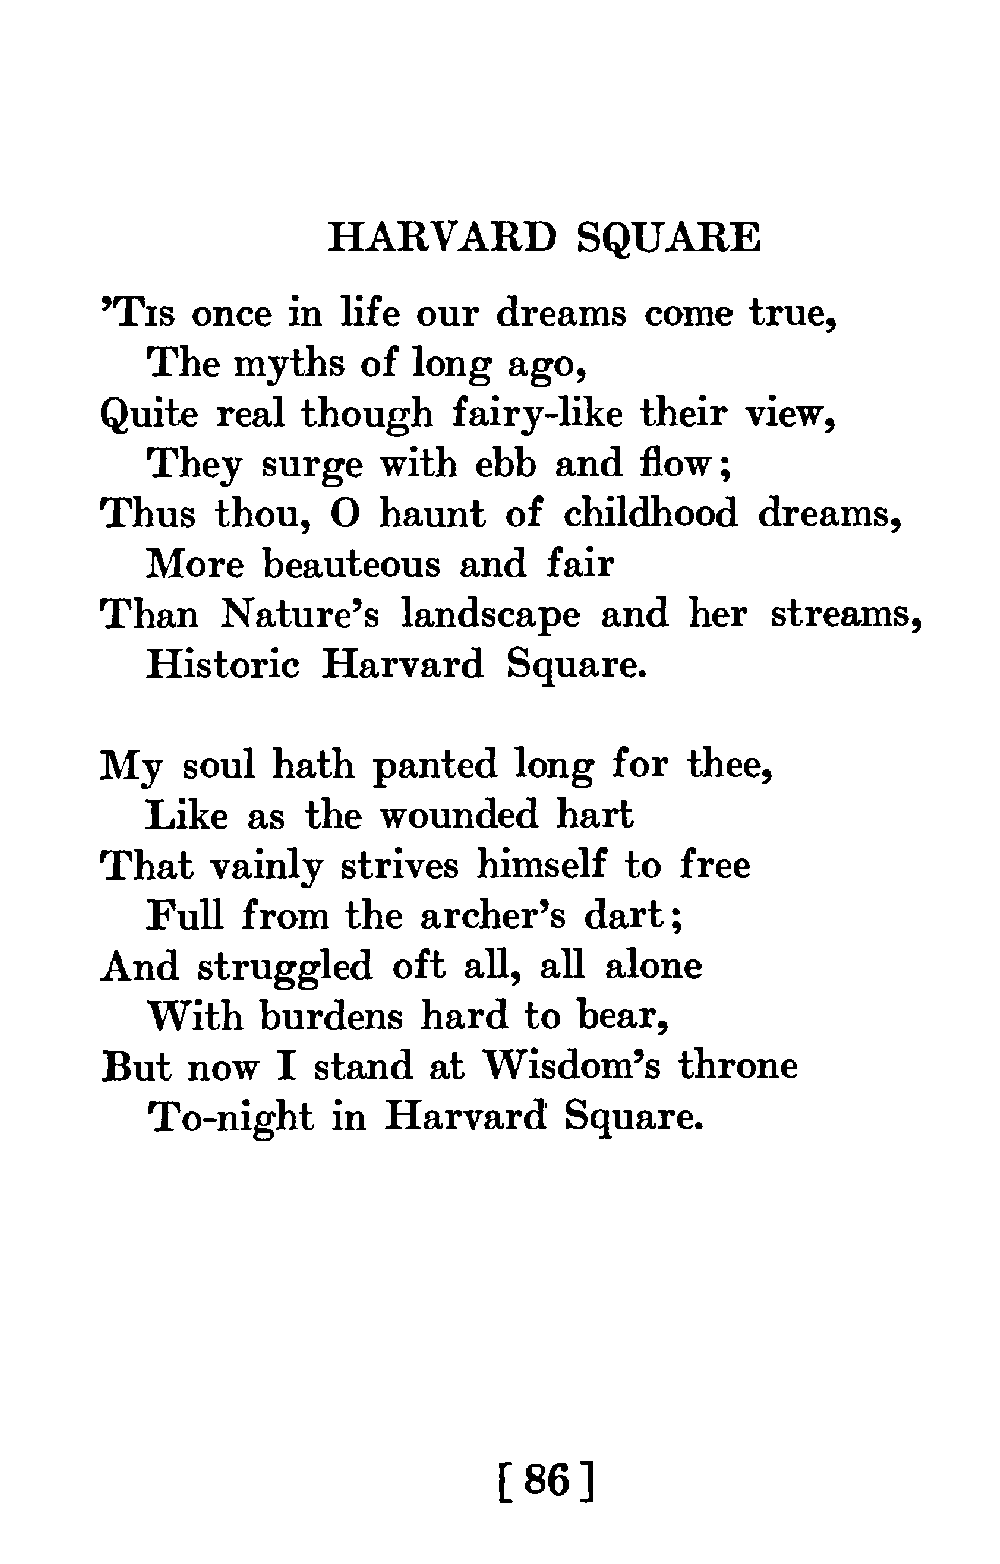 HARVARD SQUARE
’Tis once in life our dreams come true,
The myths of long ago,
Quite real though fairy-like their view,
They surge with ebb and flow;
Thus thou, O haunt of childhood dreams,
More beauteous and fair
Than Nature’s landscape and her streams,
Historic Harvard Square.
My soul hath panted long for thee,
Like as the wounded hart
That vainly strives himself to free
Full from the archer’s dart;
And struggled oft all, all alone
With burdens hard to bear,
But now I stand at Wisdom’s throne
To-night in Harvard Square.
[ 86 ]